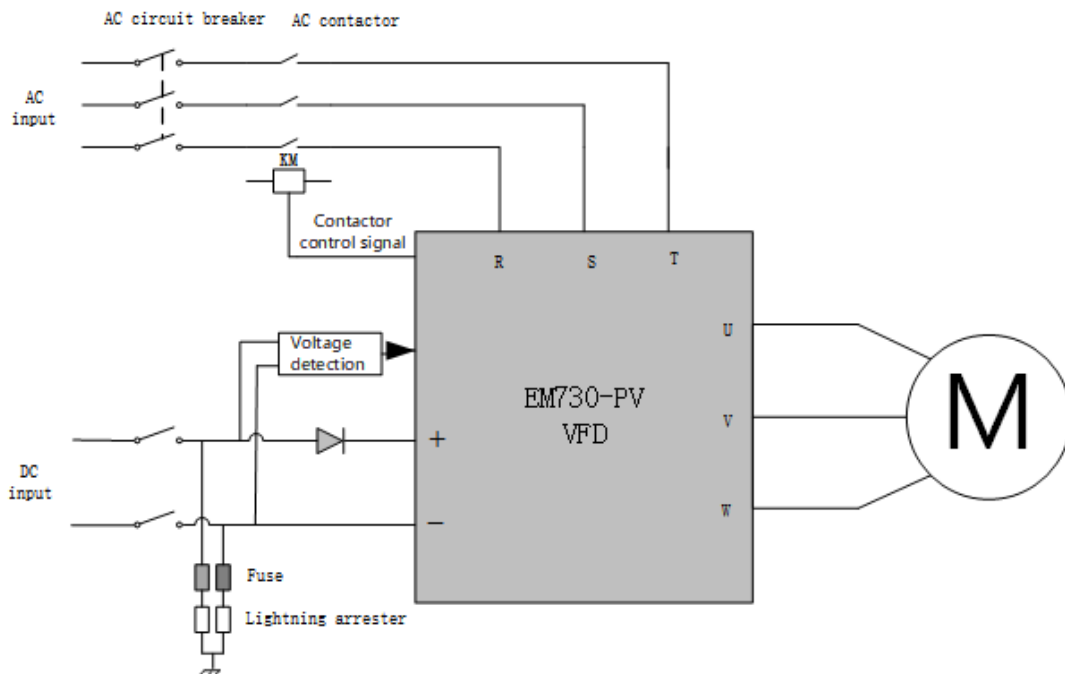 AC circuit breaker
AC contactor
AC
input
KM
Contactor
control signal
R
S
T
Voltage
detection
U
EM730-PV
VFD
V
M
+
DC
input
−
W
Fuse
Lightning arrester